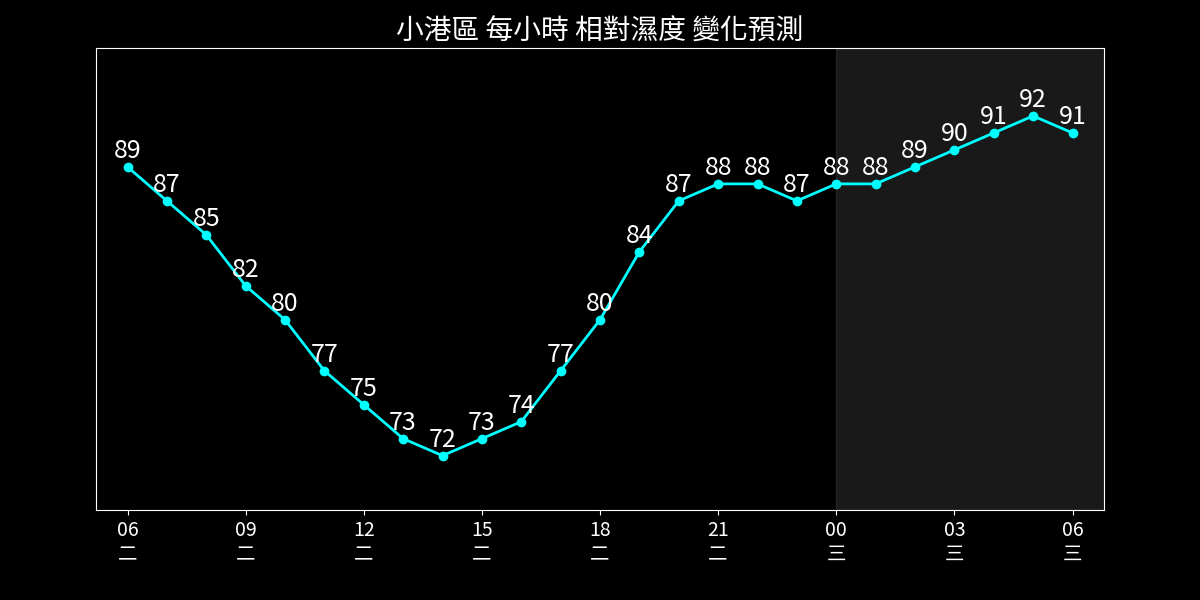 小港區 每小時 相對濕度 變化預測
89 87 85 82 80 77 75 73 72 73 74 77 80 84 87 88 88 87 88 88 89 90 91 92 91
06 09 12 15 18 21 00 03 06
二 二 二 二 二 二 三 三 三